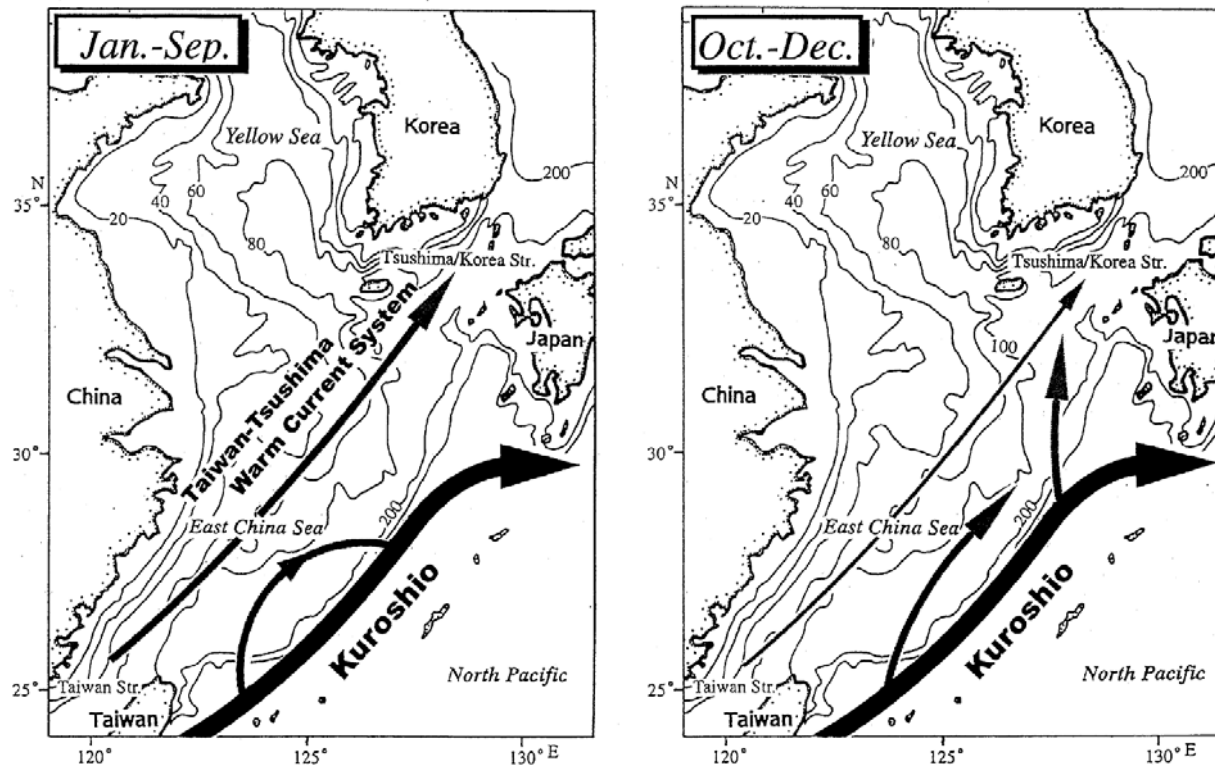 Jan.-Sep.
Korea
Yellow Sea
200
N
35°
60
40
20
80
Tsushima/Korea Str.
Taiwan-Tsushima
Warm Current System
Japan
China
30°
200
East China Sea
Kuroshio
North Pacific
25°
Taiwan Str.
Taiwan
120°
125°
130° E
Oct.-Dec.
Korea
Yellow Sea
200
N
35°
60
40
20
80
Tsushima/Korea Str.
Japan
100
China
30°
200
East China Sea
Kuroshio
North Pacific
25°
Taiwan Str.
Taiwan
120°
125°
130° E